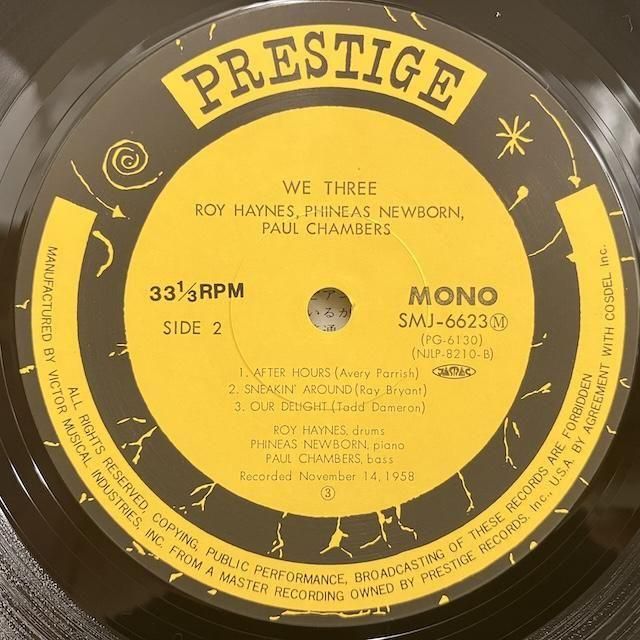 PRESTIGE
WE THREE
ROY HAYNES, PHINEAS NEWBORN,
PAUL CHAMBERS
33⅓ RPM
SIDE 2
MONO
SMJ-6623 Ⓜ
(PG-6130)
(NJLP-8210-B)
JASRAC
1. AFTER HOURS (Avery Parrish)
2. SNEAKIN' AROUND (Ray Bryant)
3. OUR DELIGHT (Tadd Dameron)
ROY HAYNES, drums
PHINEAS NEWBORN, piano
PAUL CHAMBERS, bass
Recorded November 14, 1958
③
ALL RIGHTS RESERVED, COPYING, PUBLIC PERFORMANCE, BROADCASTING OF THESE RECORDS ARE FORBIDDEN
MANUFACTURED BY VICTOR MUSICAL INDUSTRIES, INC. FROM A MASTER RECORDING OWNED BY PRESTIGE RECORDS. Inc., U.S.A. BY AGREEMENT WITH COSDEL Inc.